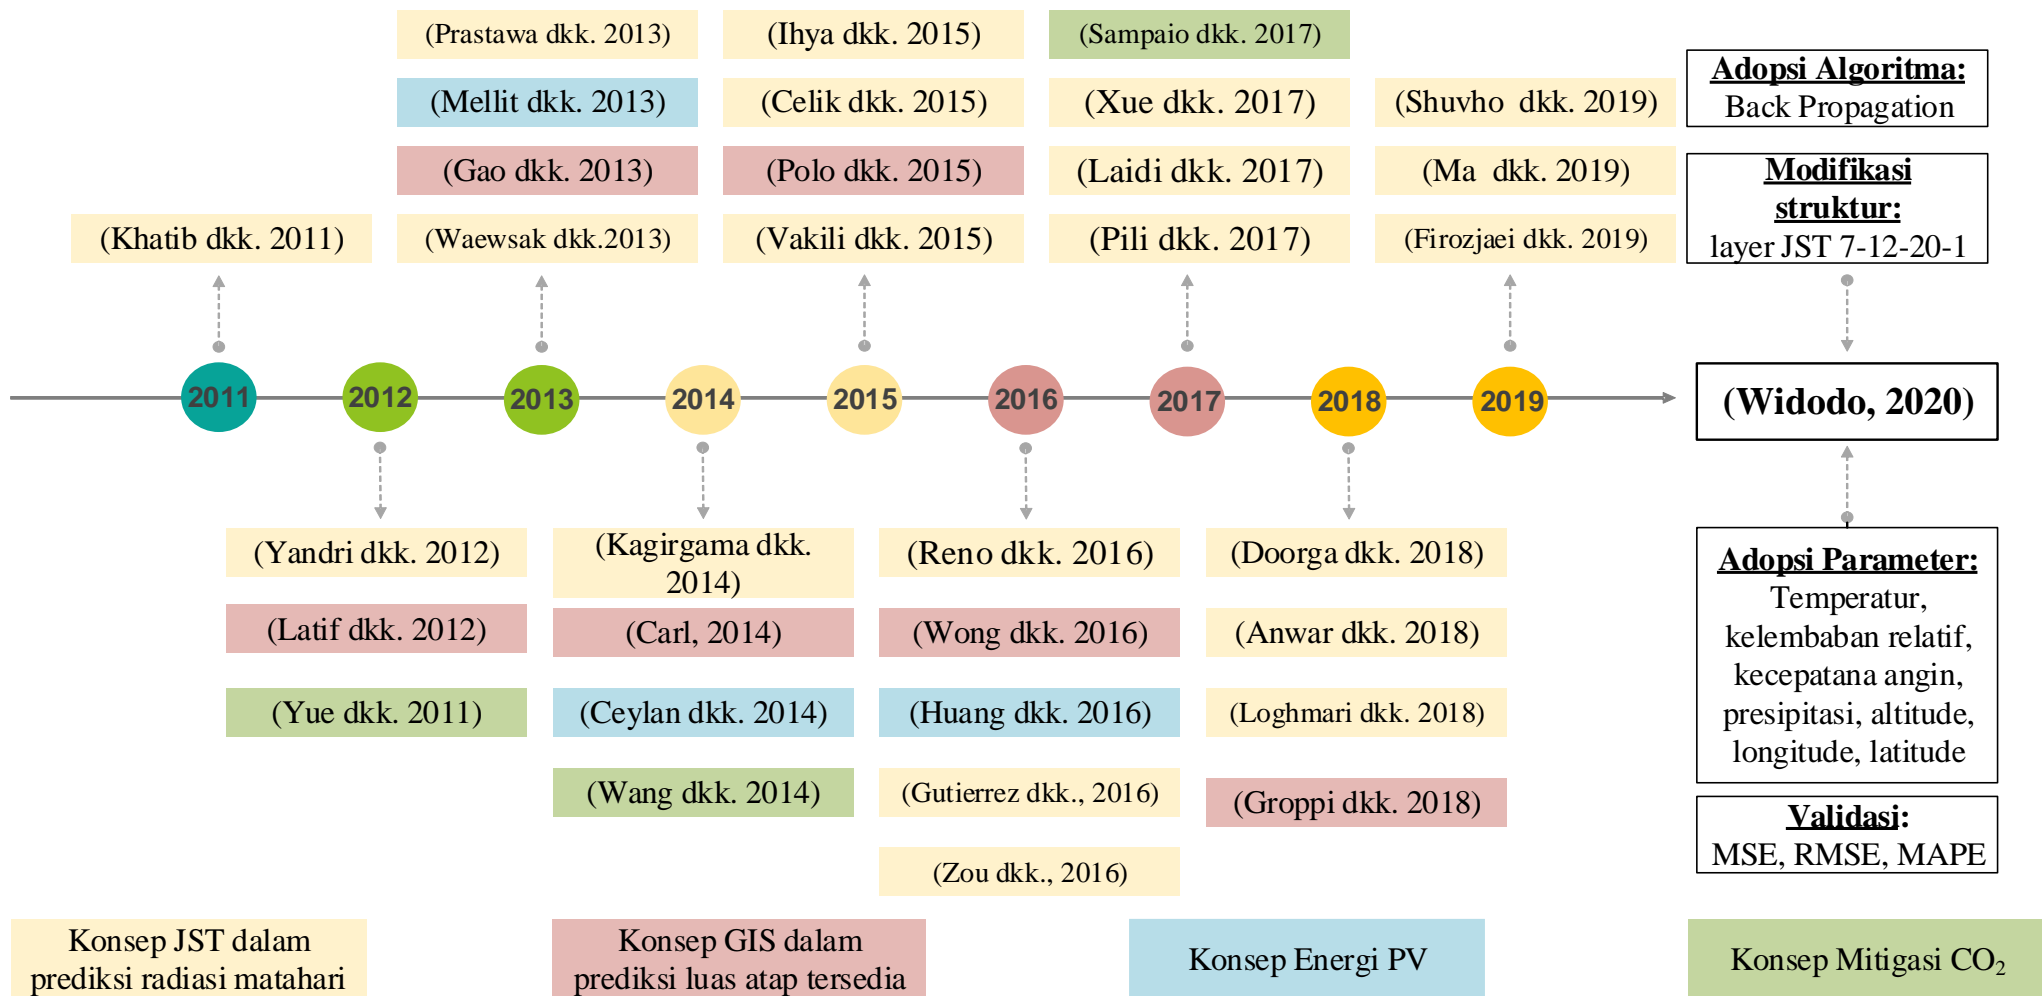 (Prastawa dkk. 2013)
(Ihya dkk. 2015)
(Sampaio dkk. 2017)
(Mellit dkk. 2013)
(Celik dkk. 2015)
(Xue dkk. 2017)
(Shuvho dkk. 2019)
Adopsi Algoritma:
Back Propagation
(Gao dkk. 2013)
(Polo dkk. 2015)
(Laidi dkk. 2017)
(Ma dkk. 2019)
(Khatib dkk. 2011)
(Waewsak dkk.2013)
(Vakili dkk. 2015)
(Pili dkk. 2017)
(Firozjaei dkk. 2019)
Modifikasi
struktur:
layer JST 7-12-20-1
2011
2012
2013
2014
2015
2016
2017
2018
2019
(Widodo, 2020)
(Yandri dkk. 2012)
(Kagirgama dkk.
2014)
(Reno dkk. 2016)
(Doorga dkk. 2018)
(Latif dkk. 2012)
(Carl, 2014)
(Wong dkk. 2016)
(Anwar dkk. 2018)
(Yue dkk. 2011)
(Ceylan dkk. 2014)
(Huang dkk. 2016)
(Loghmari dkk. 2018)
(Wang dkk. 2014)
(Gutierrez dkk., 2016)
(Groppi dkk. 2018)
(Zou dkk., 2016)
Adopsi Parameter:
Temperatur,
kelembaban relatif,
kecepatana angin,
presipitasi, altitude,
longitude, latitude
Validasi:
MSE, RMSE, MAPE
Konsep JST dalam
prediksi radiasi matahari
Konsep GIS dalam
prediksi luas atap tersedia
Konsep Energi PV
Konsep Mitigasi CO₂